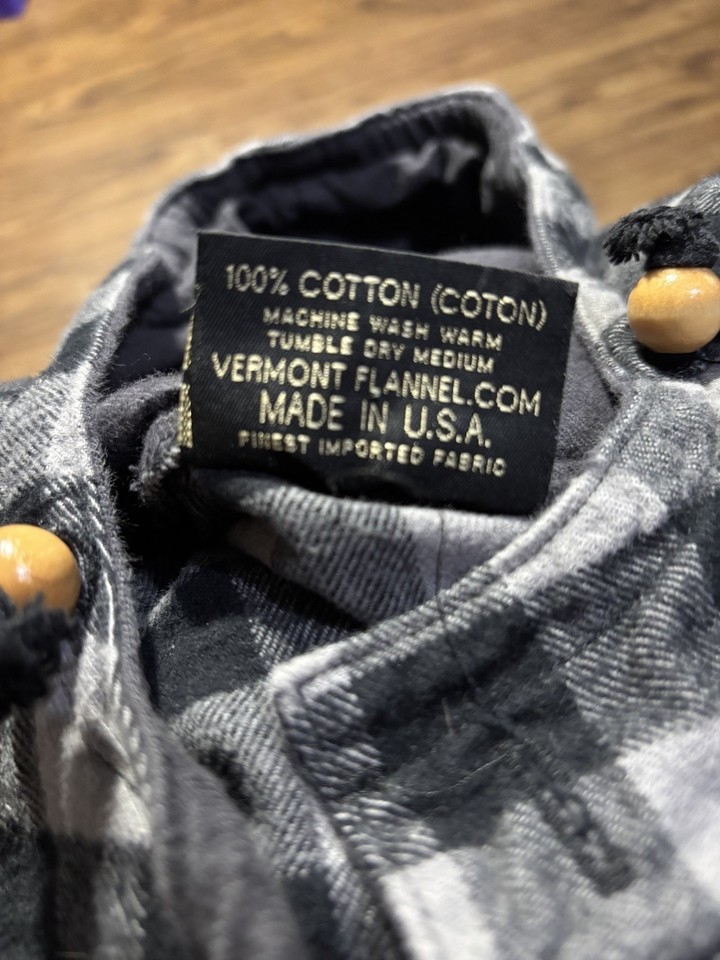 100% COTTON (COTON)
MACHINE WASH WARM
TUMBLE DRY MEDIUM
VERMONT FLANNEL.COM
MADE IN U.S.A.
FINEST IMPORTED FABRIC